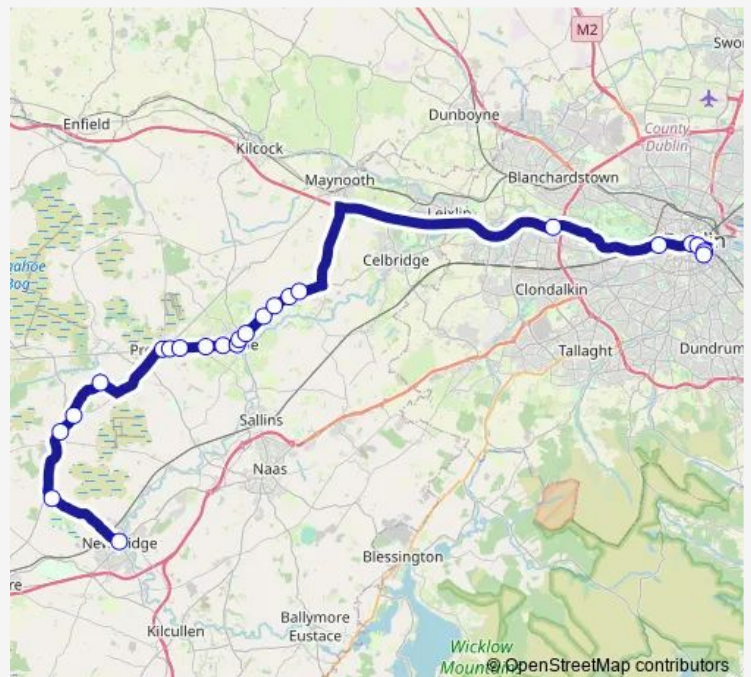 M2
Swo
Enfield
Dunboyne
County
Dublin
Kilcock
Maynooth
Blanchardstown
Celbridge
Bog
Clondalkin
Tallaght
Dundrum
Sallins
Naas
Blessington
Kilcullen
Ballymore
Eustace
Wicklow
© OpenStreetMap contributors